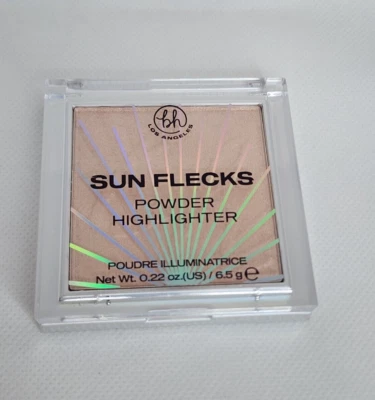 bh
LOS ANGELES
SUN FLECKS
POWDER
HIGHLIGHTER
POUDRE ILLUMINATRICE
Net Wt. 0.22 oz.(US) / 6.5 g ℮